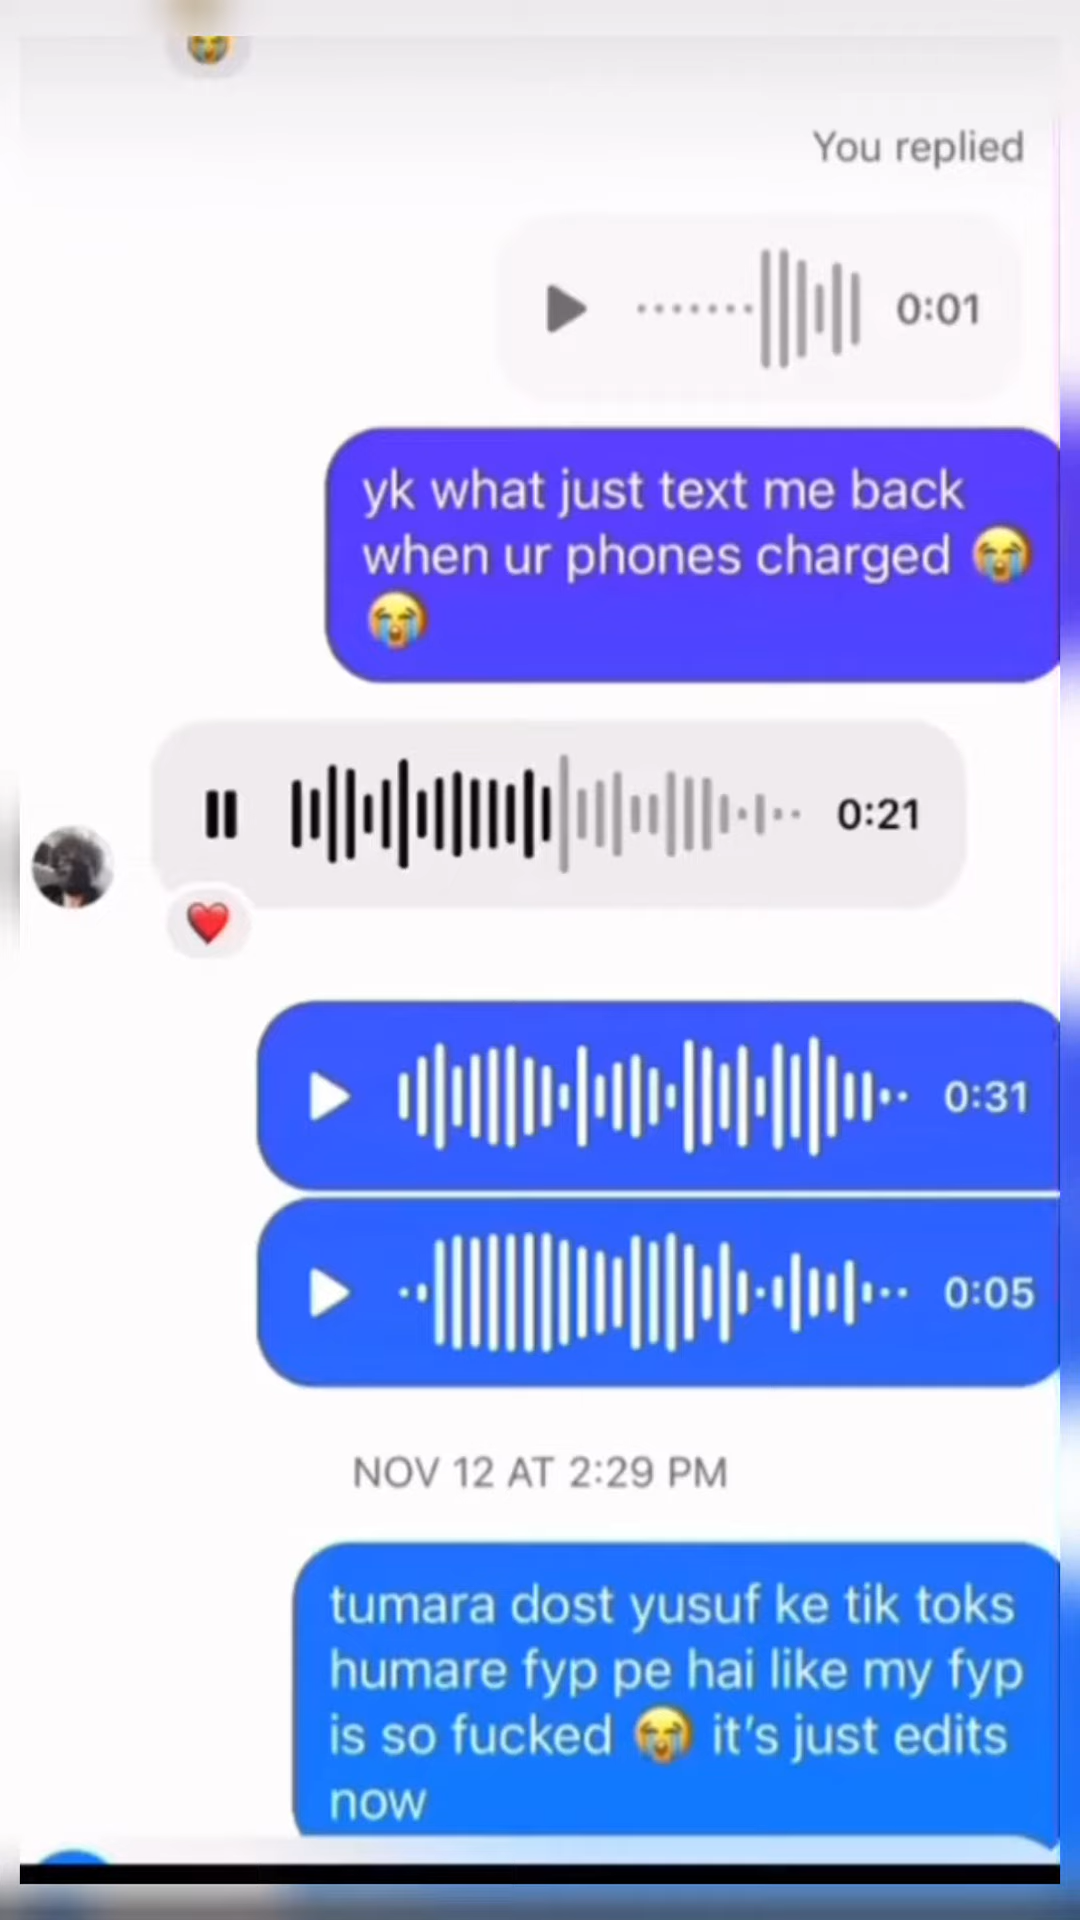 You replied
0:01
yk what just text me back
when ur phones charged 😭
😭
0:21
0:31
0:05
NOV 12 AT 2:29 PM
tumara dost yusuf ke tik toks
humare fyp pe hai like my fyp
is so fucked 😭 it's just edits
now